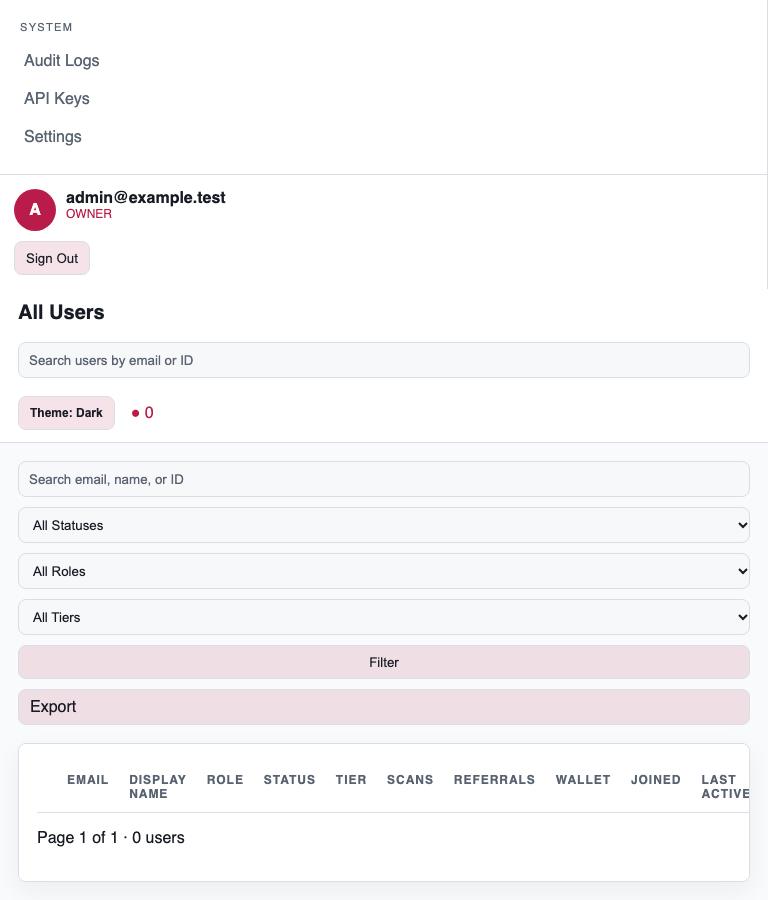 SYSTEM
Audit Logs
API Keys
Settings
A
admin@example.test
OWNER
Sign Out
All Users
Search users by email or ID
Theme: Dark
0
Search email, name, or ID
All Statuses
All Roles
All Tiers
Filter
Export
EMAIL DISPLAY NAME ROLE STATUS TIER SCANS REFERRALS WALLET JOINED LAST ACTIVE
Page 1 of 1 · 0 users